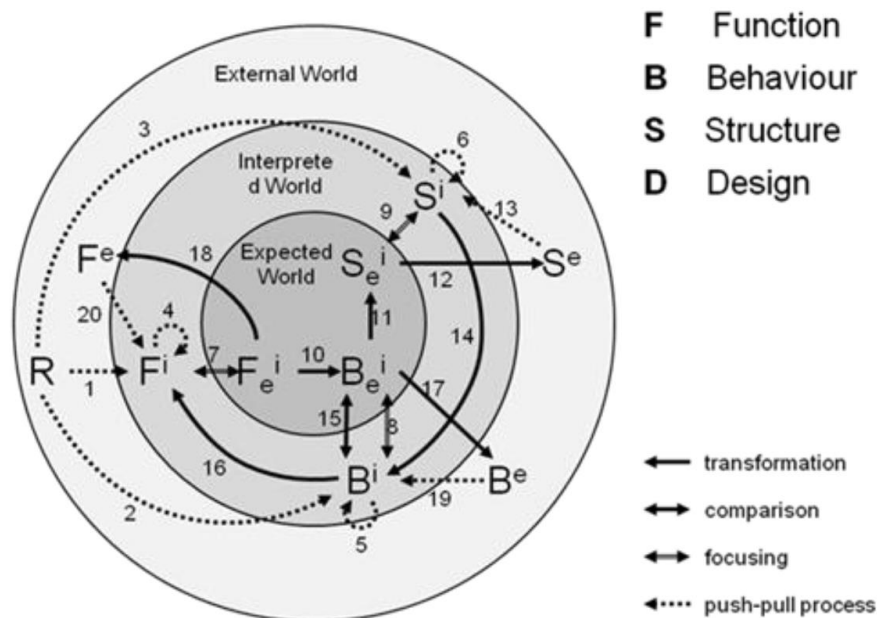 F Function
B Behaviour
S Structure
D Design
External World
3
6
Interprete
d World
Sⁱ
13
9
Expected
World
Fᵉ
18
Sₑⁱ
12
Sᵉ
20
4
11
14
R
1
Fⁱ
7
Fₑⁱ
10
Bₑⁱ
17
15
8
16
Bⁱ
19
Bᵉ
2
5
transformation
comparison
focusing
push-pull process